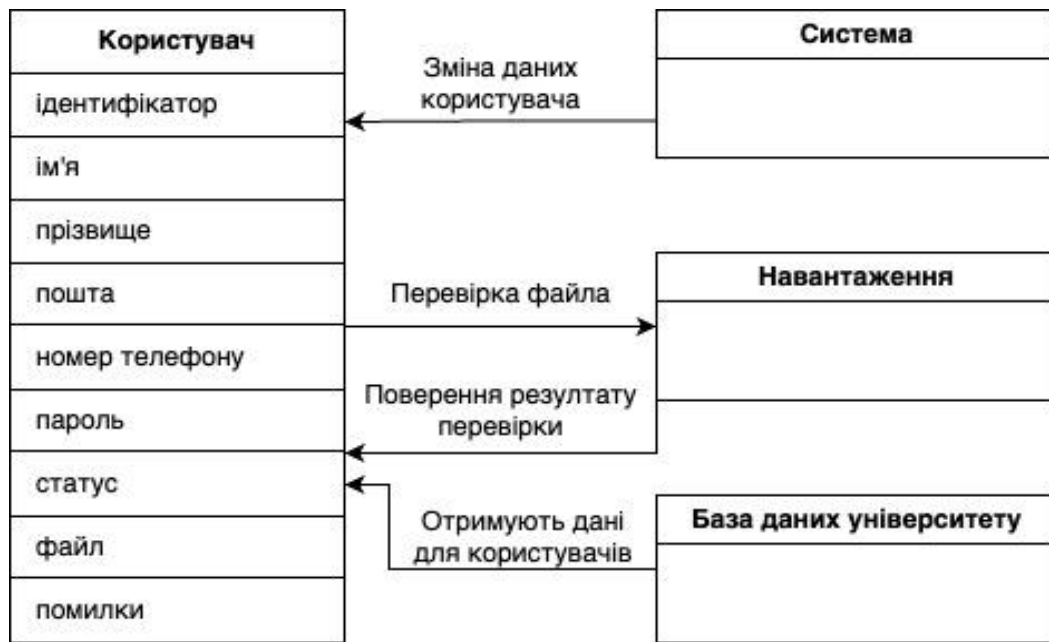 Користувач
ідентифікатор
ім'я
прізвище
пошта
номер телефону
пароль
статус
файл
помилки
Зміна даних
користувача
Система
Перевірка файла
Навантаження
Поверення резултату
перевірки
Отримують дані
для користувачів
База даних університету